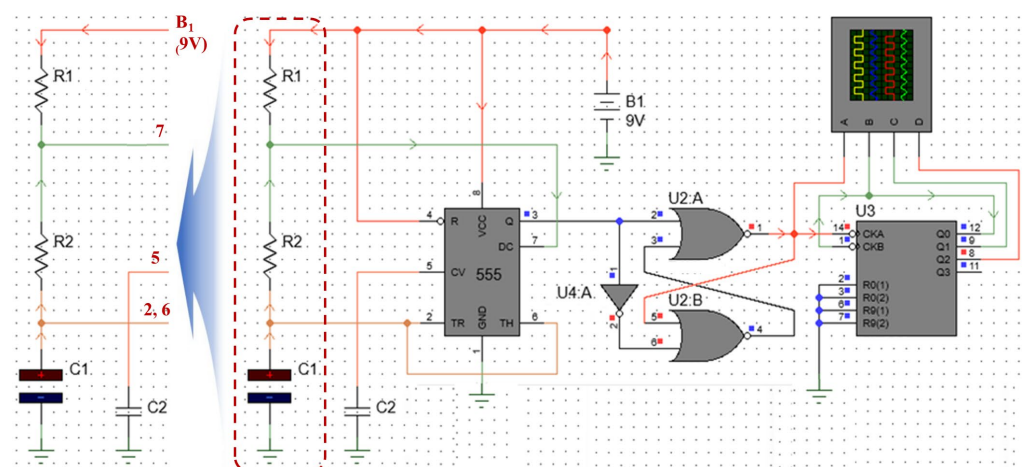 B1
(9V)
R1
7
R2
5
2, 6
C1
C2
R1
R2
C1
C2
B1
9V
8
VCC
4
R
Q
3
DC
7
5
CV
555
2
TR
GND
TH
6
1
U2:A
2
3
1
U4:A
1
2
U2:B
5
6
4
A B C D
U3
14
CKA
1
CKB
Q0
12
Q1
9
Q2
8
Q3
11
2
R0(1)
3
R0(2)
6
R9(1)
7
R9(2)